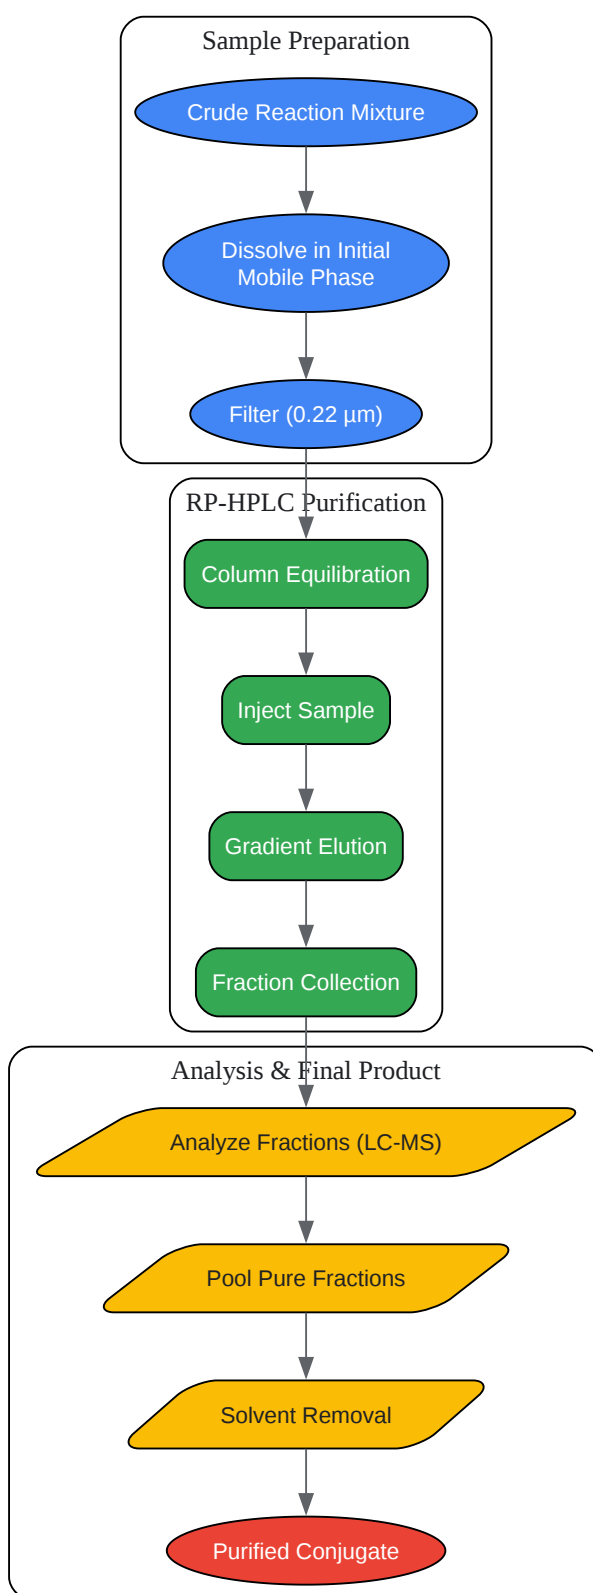 Sample Preparation
Crude Reaction Mixture
Dissolve in Initial
Mobile Phase
Filter (0.22 µm)
RP-HPLC Purification
Column Equilibration
Inject Sample
Gradient Elution
Fraction Collection
Analysis & Final Product
Analyze Fractions (LC-MS)
Pool Pure Fractions
Solvent Removal
Purified Conjugate